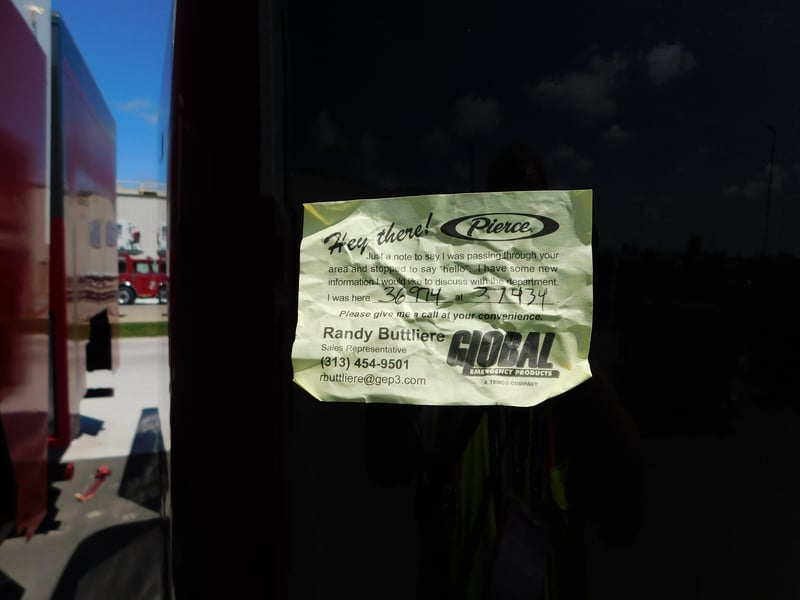 Hey there!
Pierce
Just a note to say I was passing through your
area and stopped to say "hello". I have some new
information I would like to discuss with the department.
I was here 36974 at 37434
Please give me a call at your convenience.
Randy Buttliere
Sales Representative
(313) 454-9501
rbuttliere@gep3.com
GLOBAL
EMERGENCY PRODUCTS
A TEMCO COMPANY